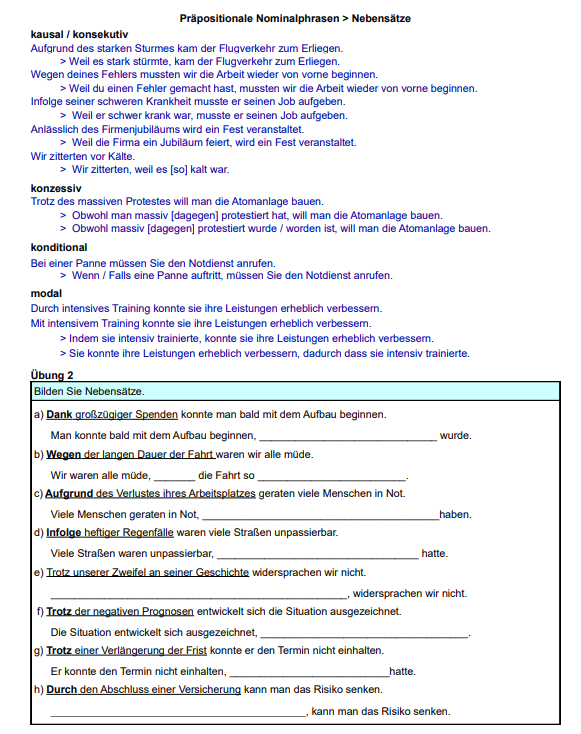 Präpositionale Nominalphrasen > Nebensätze
kausal / konsekutiv
Aufgrund des starken Sturmes kam der Flugverkehr zum Erliegen.
> Weil es stark stürmte, kam der Flugverkehr zum Erliegen.
Wegen deines Fehlers mussten wir die Arbeit wieder von vorne beginnen.
> Weil du einen Fehler gemacht hast, mussten wir die Arbeit wieder von vorne beginnen.
Infolge seiner schweren Krankheit musste er seinen Job aufgeben.
> Weil er schwer krank war, musste er seinen Job aufgeben.
Anlässlich des Firmenjubiläums wird ein Fest veranstaltet.
> Weil die Firma ein Jubiläum feiert, wird ein Fest veranstaltet.
Wir zitterten vor Kälte.
> Wir zitterten, weil es [so] kalt war.
konzessiv
Trotz des massiven Protestes will man die Atomanlage bauen.
> Obwohl man massiv [dagegen] protestiert hat, will man die Atomanlage bauen.
> Obwohl massiv [dagegen] protestiert wurde / worden ist, will man die Atomanlage bauen.
konditional
Bei einer Panne müssen Sie den Notdienst anrufen.
> Wenn / Falls eine Panne auftritt, müssen Sie den Notdienst anrufen.
modal
Durch intensives Training konnte sie ihre Leistungen erheblich verbessern.
Mit intensivem Training konnte sie ihre Leistungen erheblich verbessern.
> Indem sie intensiv trainierte, konnte sie ihre Leistungen erheblich verbessern.
> Sie konnte ihre Leistungen erheblich verbessern, dadurch dass sie intensiv trainierte.
Übung 2
Bilden Sie Nebensätze.
a) Dank großzügiger Spenden konnte man bald mit dem Aufbau beginnen.
Man konnte bald mit dem Aufbau beginnen, ______________________________ wurde.
b) Wegen der langen Dauer der Fahrt waren wir alle müde.
Wir waren alle müde, _______ die Fahrt so _________________________.
c) Aufgrund des Verlustes ihres Arbeitsplatzes geraten viele Menschen in Not.
Viele Menschen geraten in Not, ________________________________________haben.
d) Infolge heftiger Regenfälle waren viele Straßen unpassierbar.
Viele Straßen waren unpassierbar, __________________________________ hatte.
e) Trotz unserer Zweifel an seiner Geschichte widersprachen wir nicht.
__________________________________________________, widersprachen wir nicht.
f) Trotz der negativen Prognosen entwickelt sich die Situation ausgezeichnet.
Die Situation entwickelt sich ausgezeichnet, ___________________________________.
g) Trotz einer Verlängerung der Frist konnte er den Termin nicht einhalten.
Er konnte den Termin nicht einhalten, ___________________________hatte.
h) Durch den Abschluss einer Versicherung kann man das Risiko senken.
___________________________________________, kann man das Risiko senken.